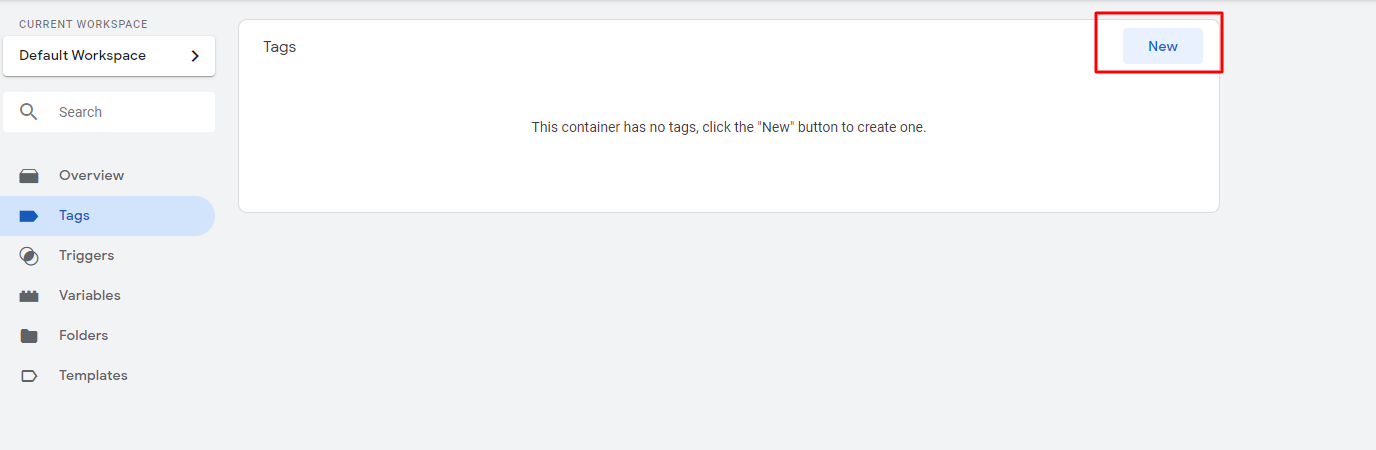 CURRENT WORKSPACE
Default Workspace
Search
Overview
Tags
Triggers
Variables
Folders
Templates
Tags
New
This container has no tags, click the "New" button to create one.